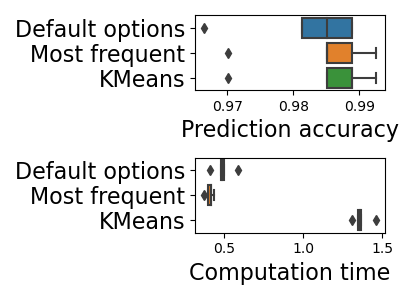 Default options
Most frequent
KMeans
0.97 0.98 0.99
Prediction accuracy
Default options
Most frequent
KMeans
0.5 1.0 1.5
Computation time